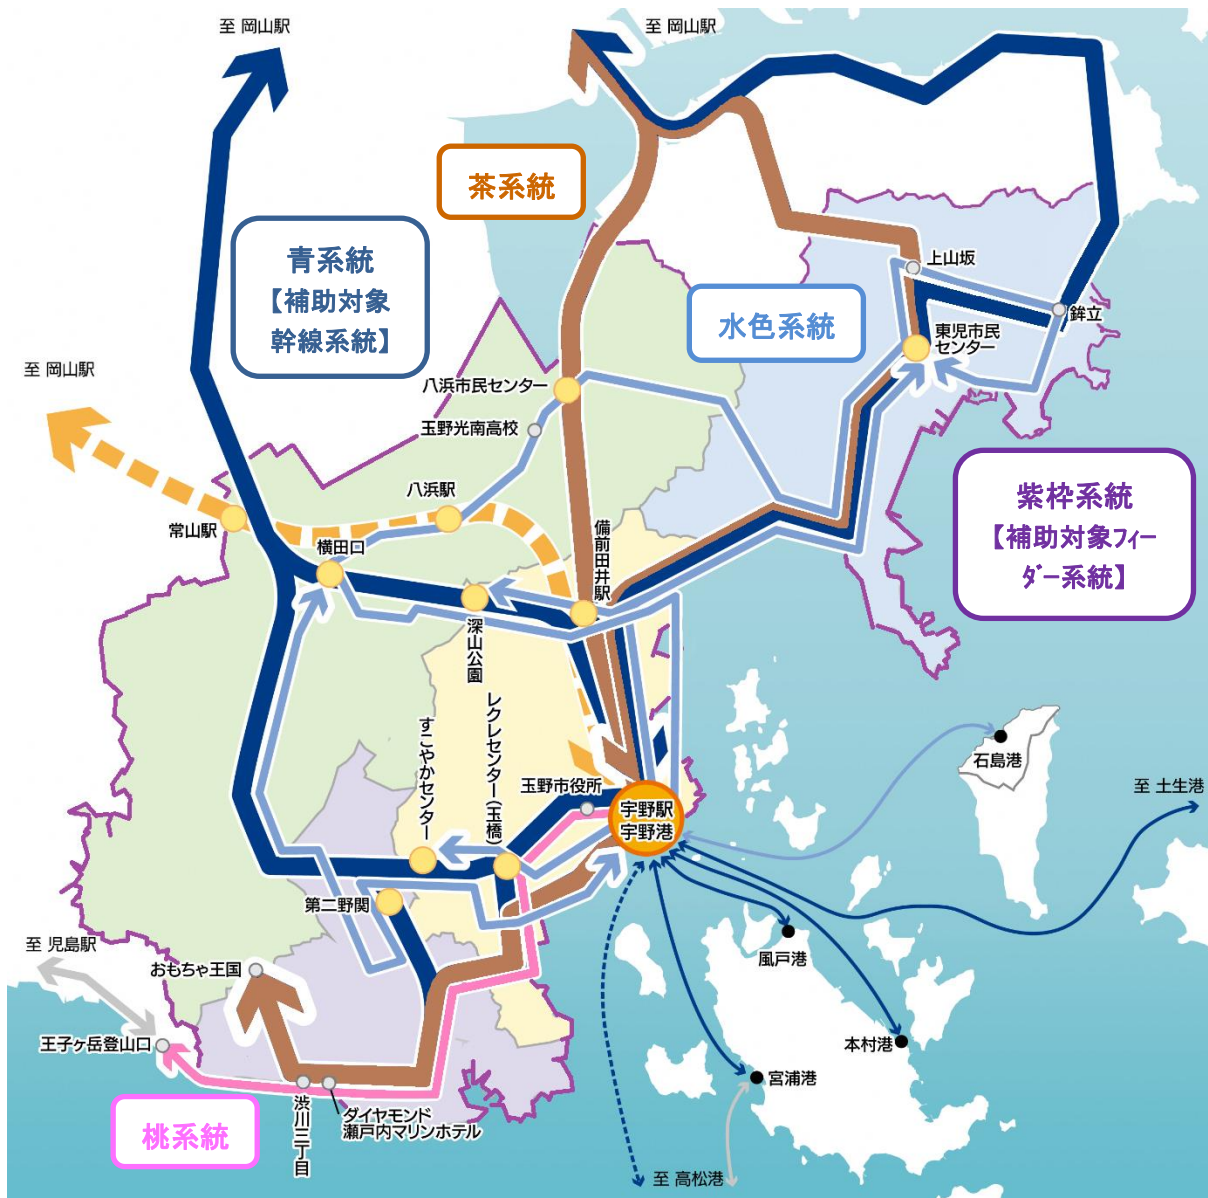 至 岡山駅
至 岡山駅
茶系統
青系統
【補助対象
幹線系統】
水色系統
上山坂
鉾立
東児市民
センター
至 岡山駅
八浜市民センター
玉野光南高校
紫枠系統
【補助対象フィー
ダー系統】
八浜駅
常山駅
横田口
備前田井駅
深山公園
レクレセンター(玉橋)
すこやかセンター
玉野市役所
宇野駅
宇野港
石島港
至 土生港
第二野関
至 児島駅
おもちゃ王国
風戸港
王子ヶ岳登山口
本村港
宮浦港
桃系統
渋川三丁目
ダイヤモンド
瀬戸内マリンホテル
至 高松港